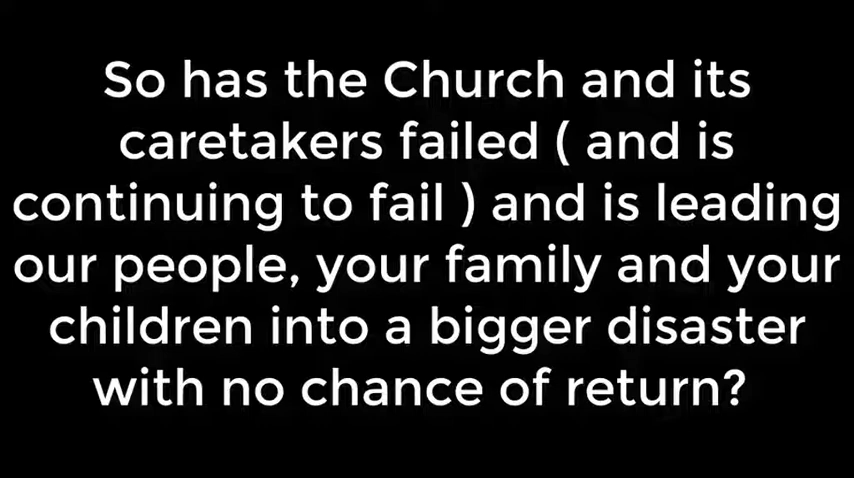 So has the Church and its
caretakers failed ( and is
continuing to fail ) and is leading
our people, your family and your
children into a bigger disaster
with no chance of return?